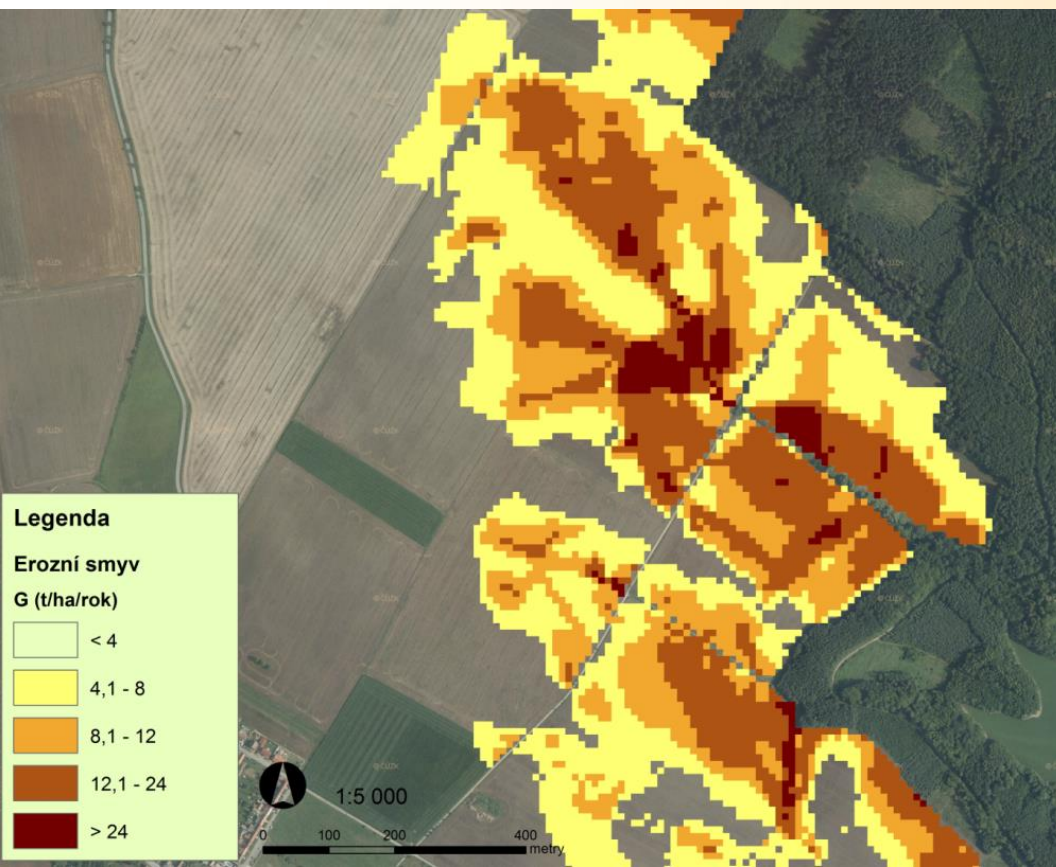 Legenda
Erozní smyv
G (t/ha/rok)
< 4
4,1 - 8
8,1 - 12
12,1 - 24
> 24
1:5 000
0 100 200 400
metry